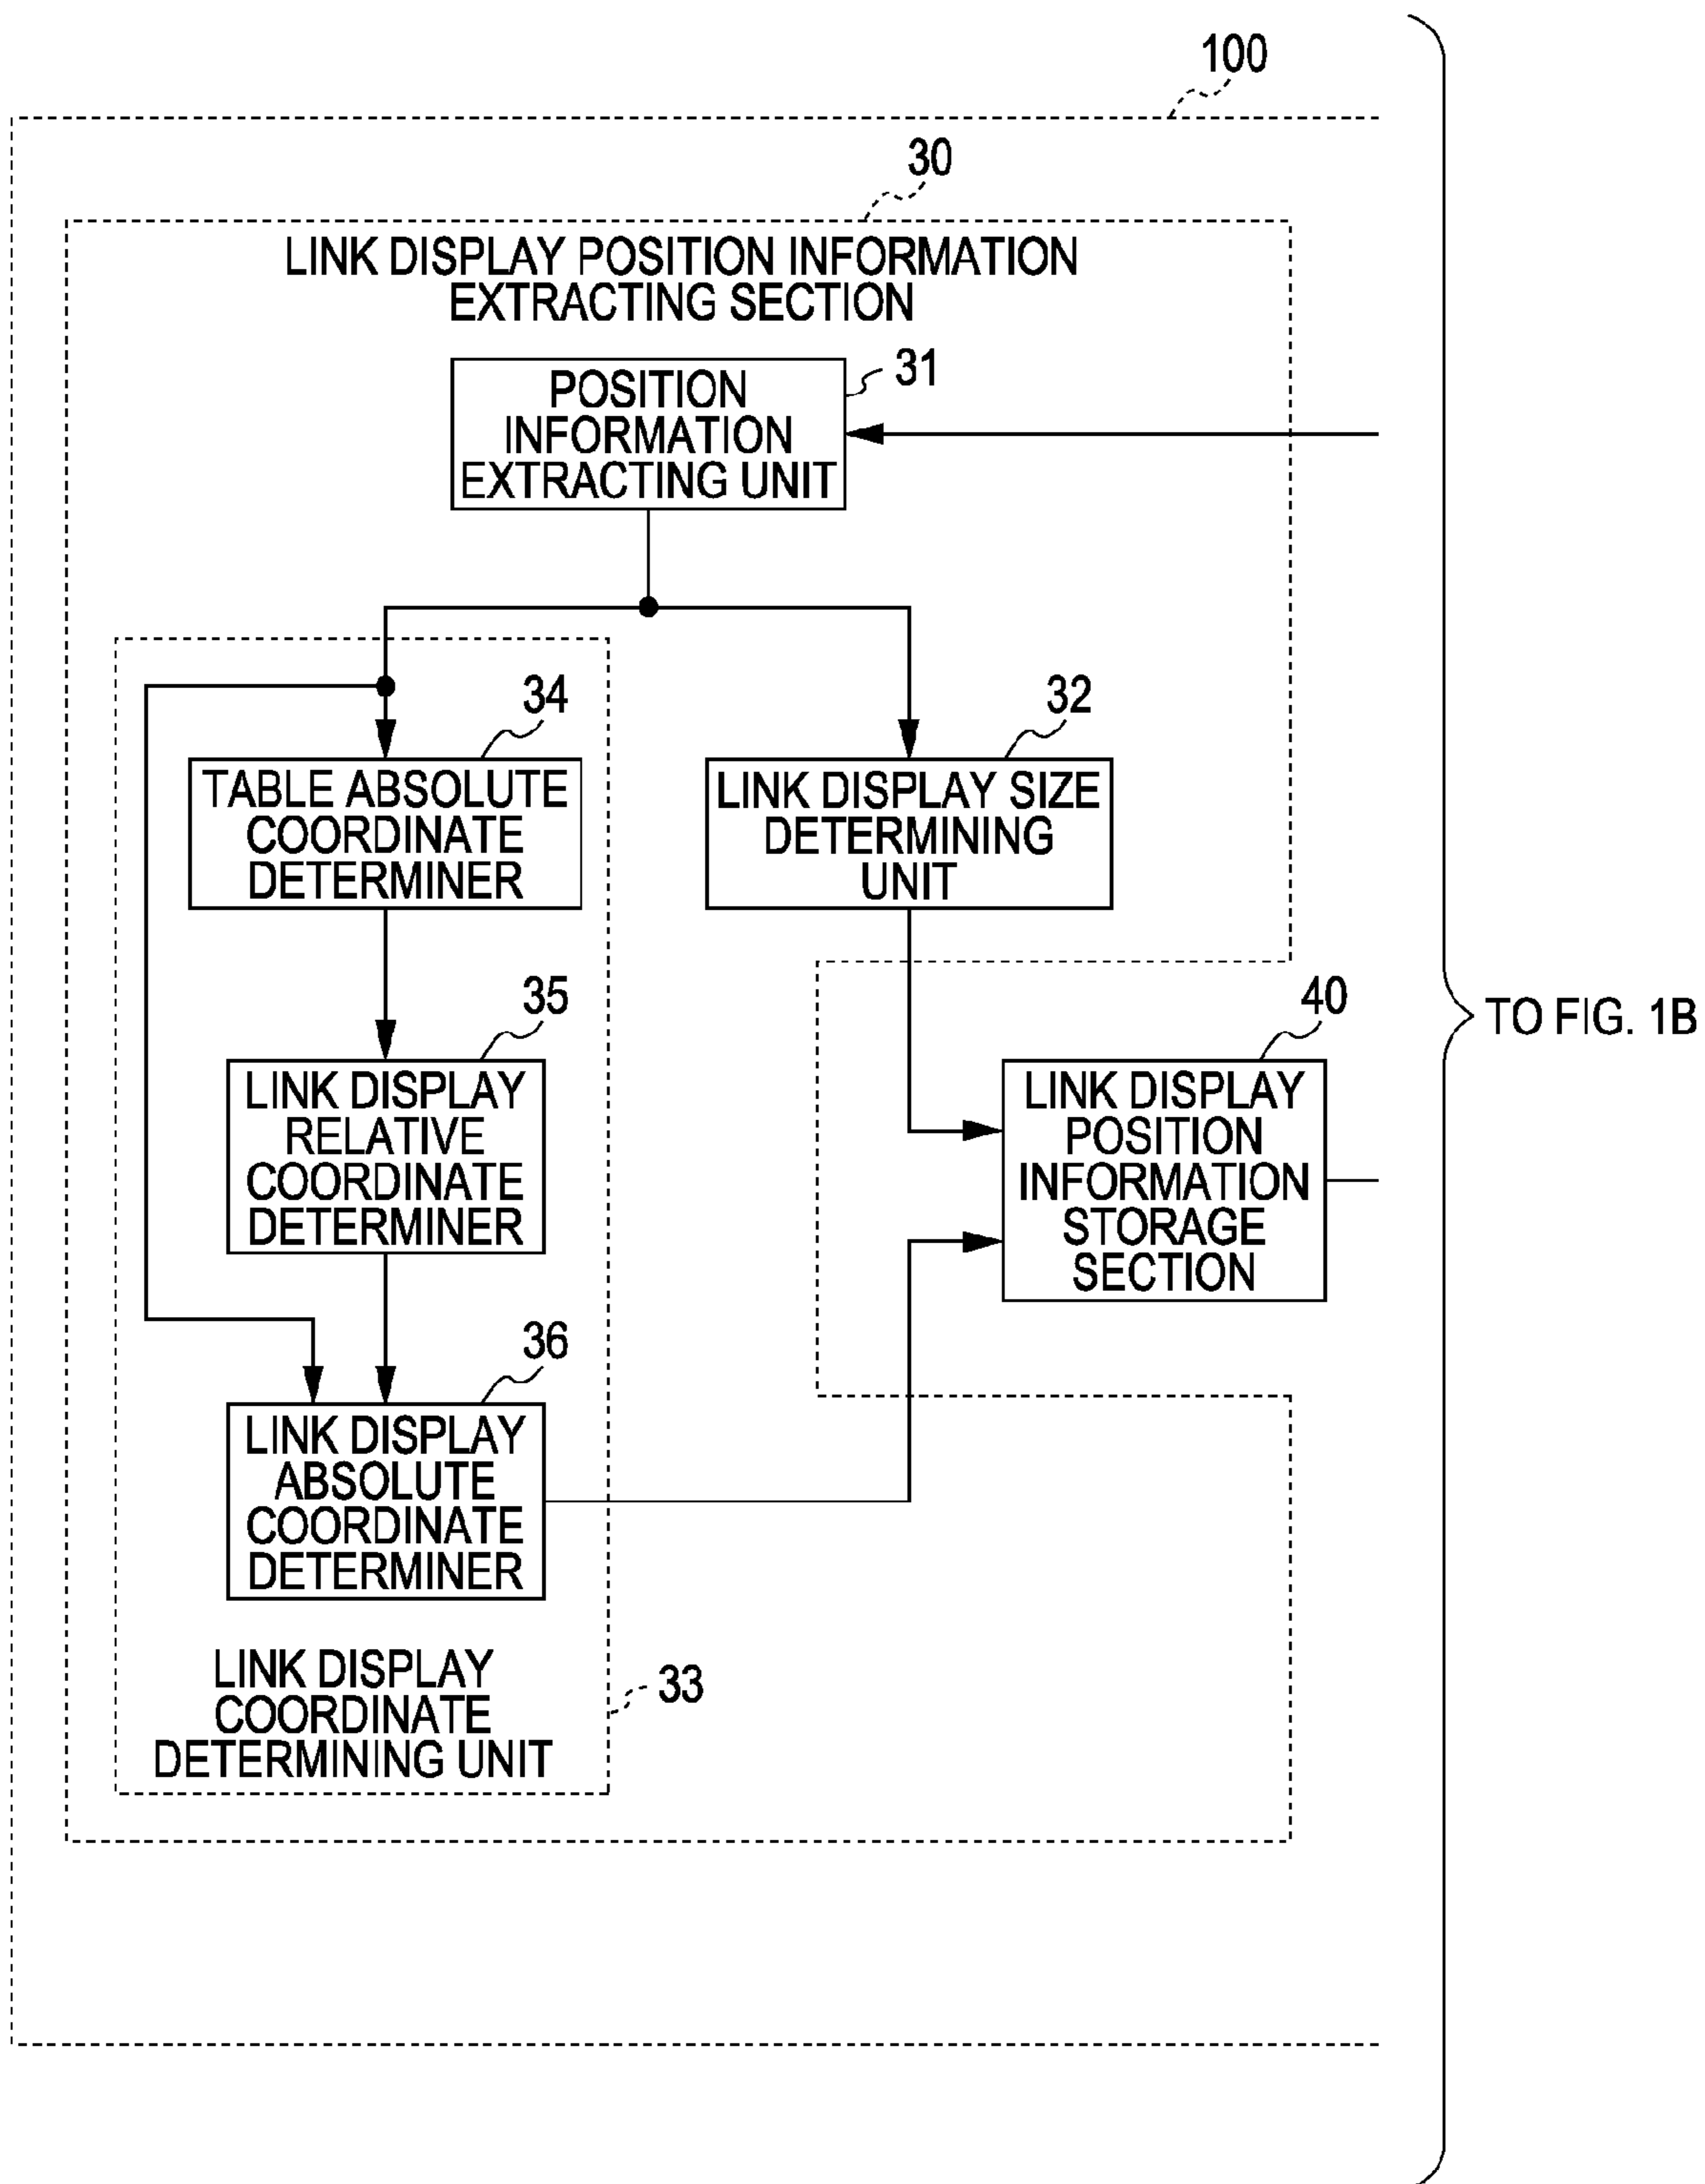 100
30
LINK DISPLAY POSITION INFORMATION
EXTRACTING SECTION
31
POSITION
INFORMATION
EXTRACTING UNIT
34
TABLE ABSOLUTE
COORDINATE
DETERMINER
32
LINK DISPLAY SIZE
DETERMINING
UNIT
35
LINK DISPLAY
RELATIVE
COORDINATE
DETERMINER
40
LINK DISPLAY
POSITION
INFORMATION
STORAGE
SECTION
TO FIG. 1B
36
LINK DISPLAY
ABSOLUTE
COORDINATE
DETERMINER
LINK DISPLAY
COORDINATE
DETERMINING UNIT
33